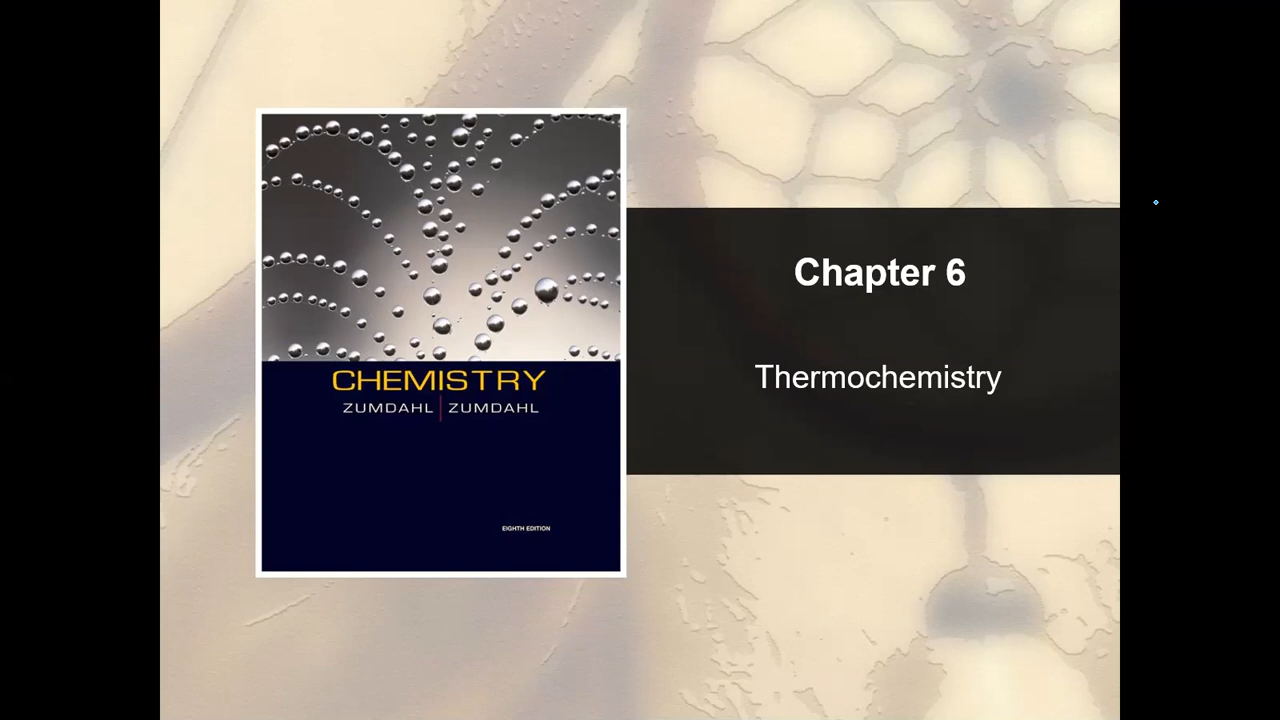 CHEMISTRY
ZUMDAHL | ZUMDAHL
EIGHTH EDITION
Chapter 6
Thermochemistry